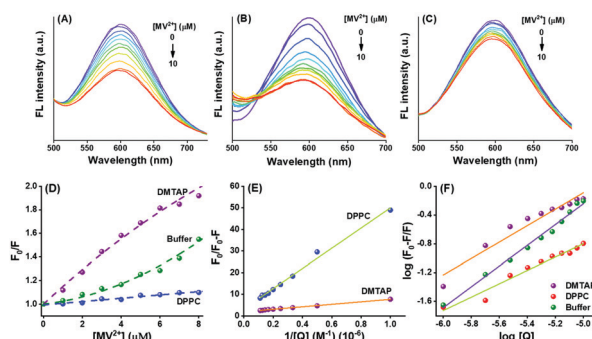 (A)
[MV²⁺] (μM)
0
10
FL intensity (a.u.)
500 550 600 650 700
Wavelength (nm)
(B)
[MV²⁺] (μM)
0
10
FL intensity (a.u.)
500 550 600 650 700
Wavelength (nm)
(C)
[MV²⁺] (μM)
0
10
FL intensity (a.u.)
500 550 600 650 700
Wavelength (nm)
(D)
DMTAP
Buffer
DPPC
F₀/F
2.0
1.8
1.6
1.4
1.2
1.0
0 2 4 6 8
[MV²⁺] (μM)
(E)
DPPC
DMTAP
F₀/F₀-F
60
50
40
30
20
10
0
0.2 0.4 0.6 0.8 1.0
1/[Q] (M⁻¹) (10⁻⁶)
(F)
DMTAP
DPPC
Buffer
log (F₀-F/F)
0.0
-0.4
-0.8
-1.2
-1.6
-6.0 -5.8 -5.6 -5.4 -5.2 -5.0
log [Q]